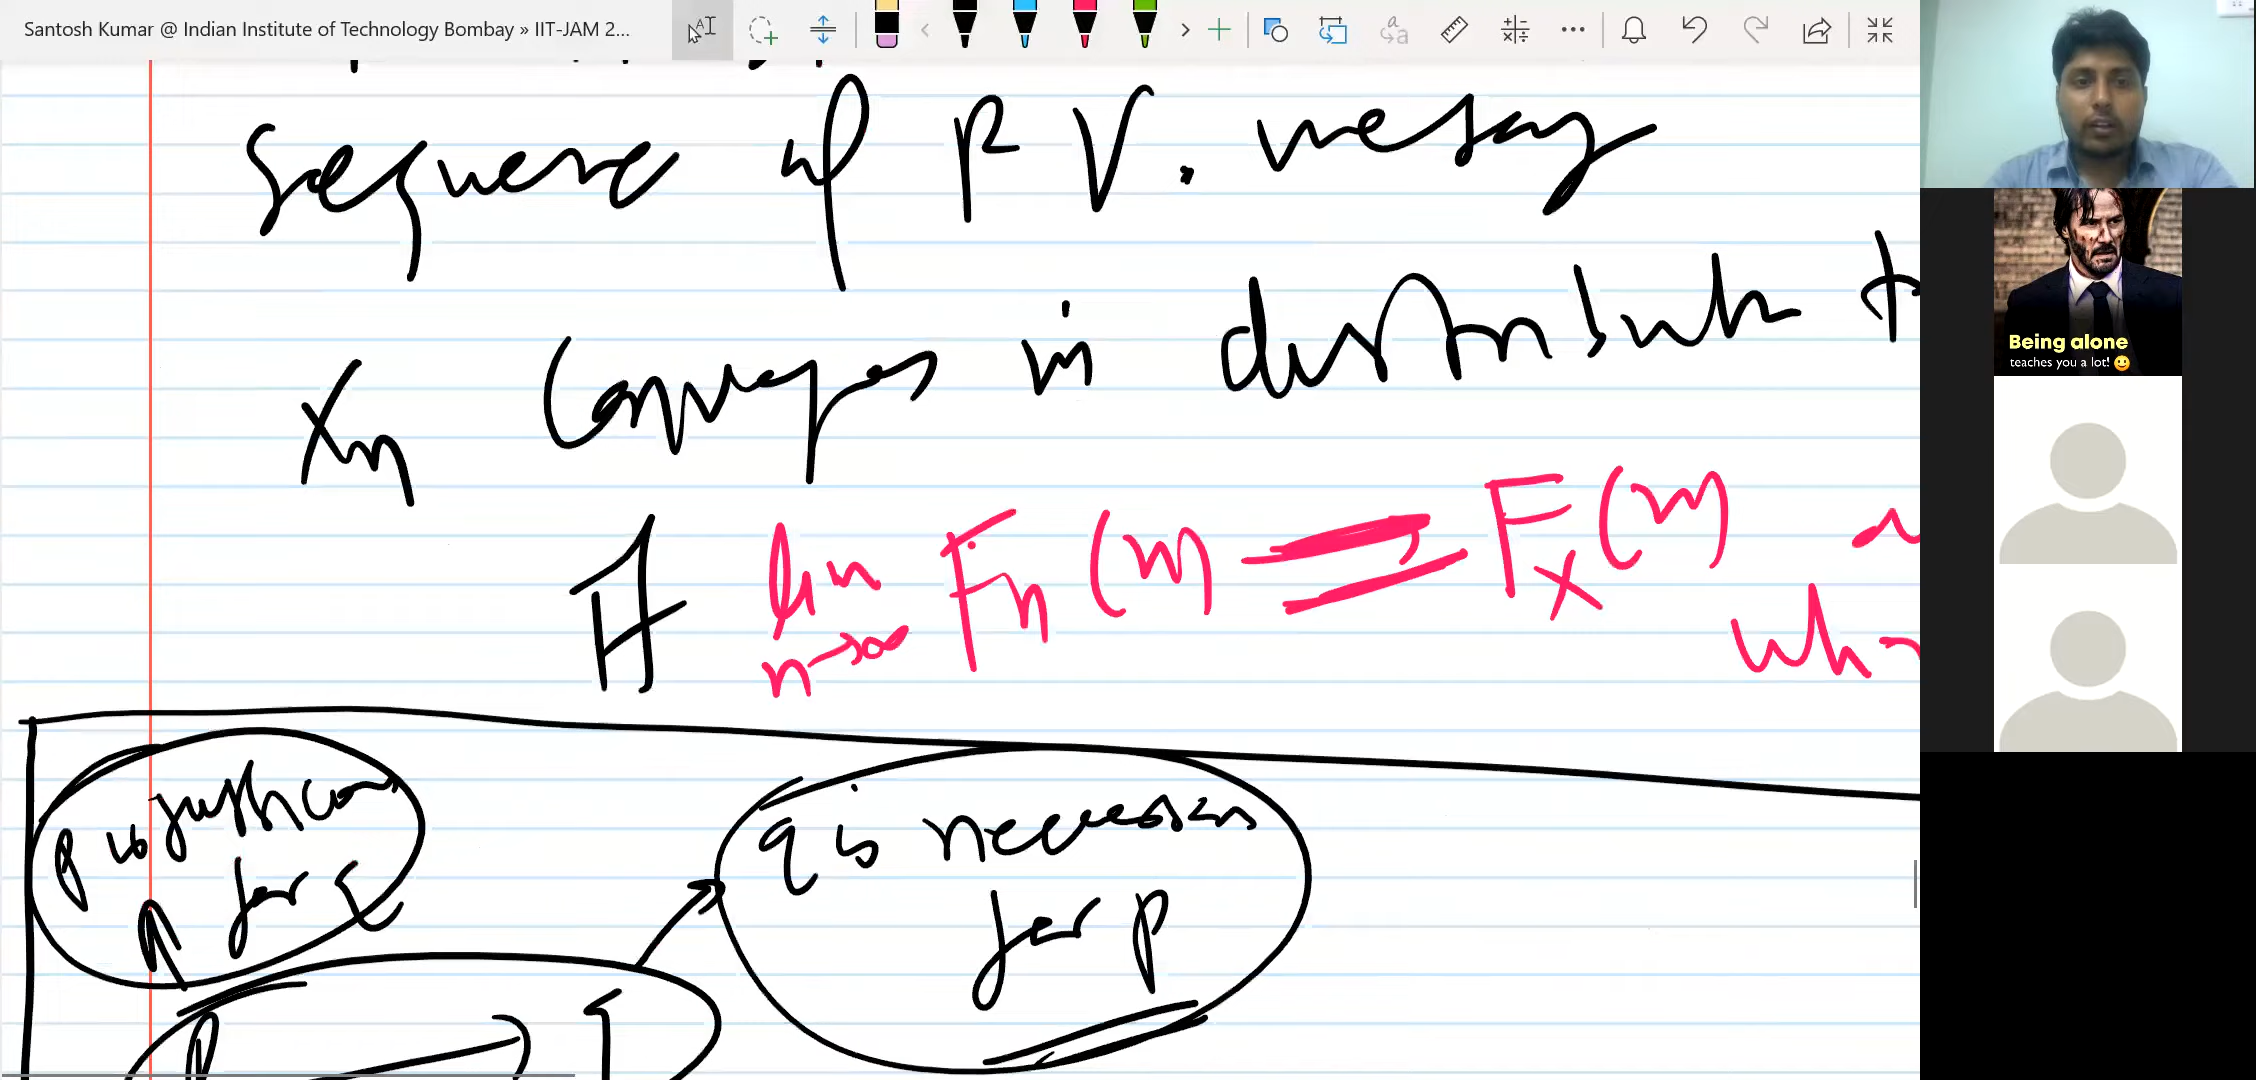 Santosh Kumar @ Indian Institute of Technology Bombay » IIT-JAM 2...
sequence of RV. we say
Xn converges in distribution t
If lim n→∞ Fn(x) = Fx(x)
wh
Being alone
teaches you a lot! 😀
p is sufficient
for q
q is necessary
for p
p → q